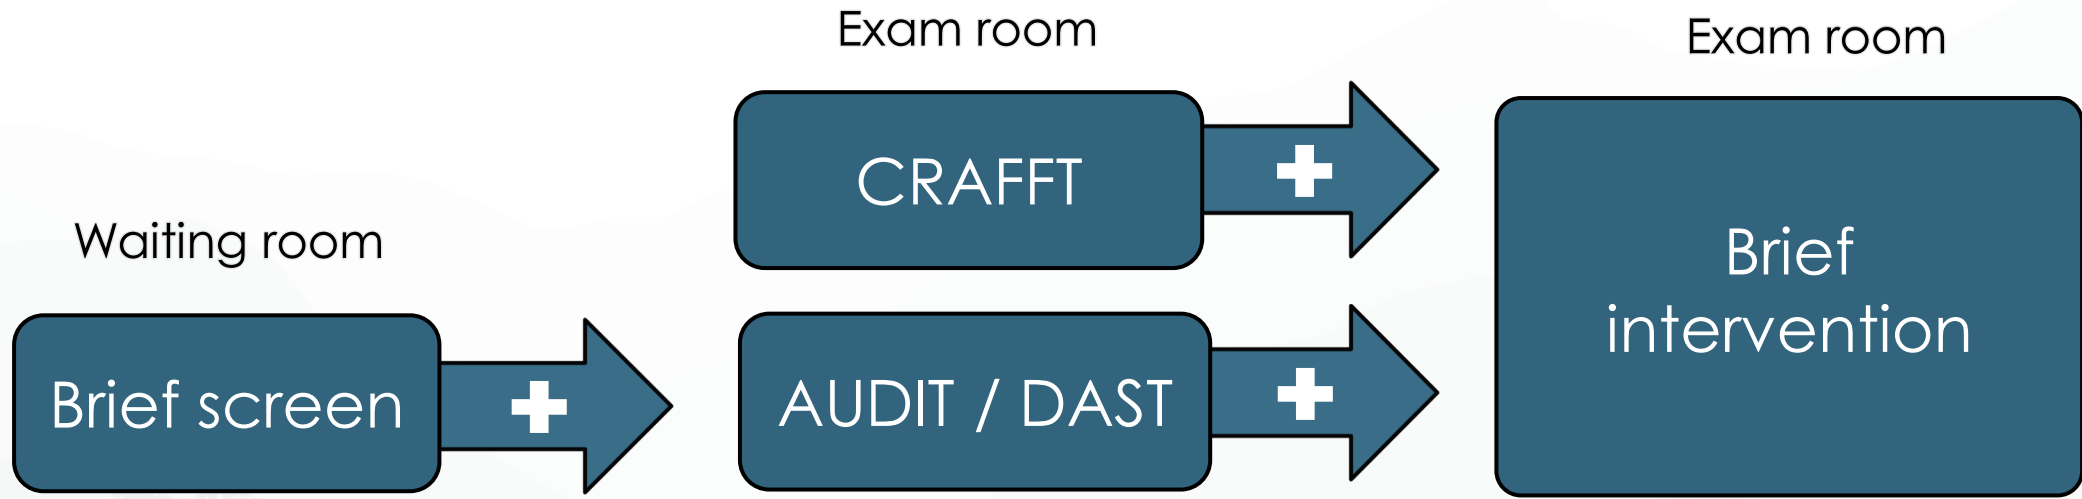 Waiting room
Brief screen
Exam room
CRAFFT
AUDIT / DAST
Exam room
Brief
intervention